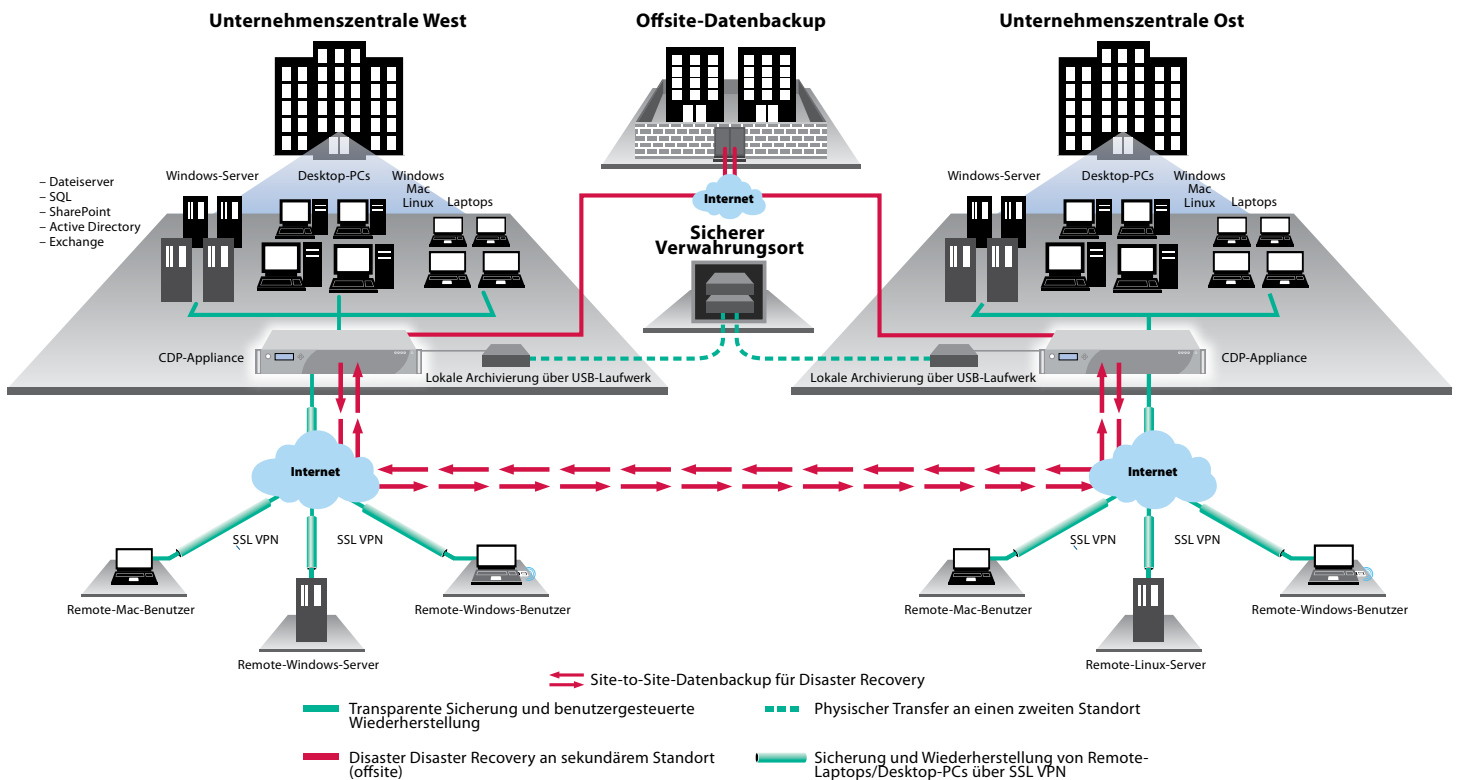 Unternehmenszentrale West
Offsite-Datenbackup
Unternehmenszentrale Ost
– Dateiserver
– SQL
– SharePoint
– Active Directory
– Exchange
Windows-Server
Desktop-PCs
Windows
Mac
Linux
Laptops
Internet
Windows-Server
Desktop-PCs
Windows
Mac
Linux
Laptops
Sicherer
Verwahrungsort
CDP-Appliance
Lokale Archivierung über USB-Laufwerk
Lokale Archivierung über USB-Laufwerk
CDP-Appliance
Internet
Internet
SSL VPN
SSL VPN
SSL VPN
SSL VPN
Remote-Mac-Benutzer
Remote-Windows-Benutzer
Remote-Mac-Benutzer
Remote-Windows-Benutzer
Remote-Windows-Server
Remote-Linux-Server
Site-to-Site-Datenbackup für Disaster Recovery
Transparente Sicherung und benutzergesteuerte
Wiederherstellung
Physischer Transfer an einen zweiten Standort
Disaster Disaster Recovery an sekundärem Standort
(offsite)
Sicherung und Wiederherstellung von Remote-
Laptops/Desktop-PCs über SSL VPN